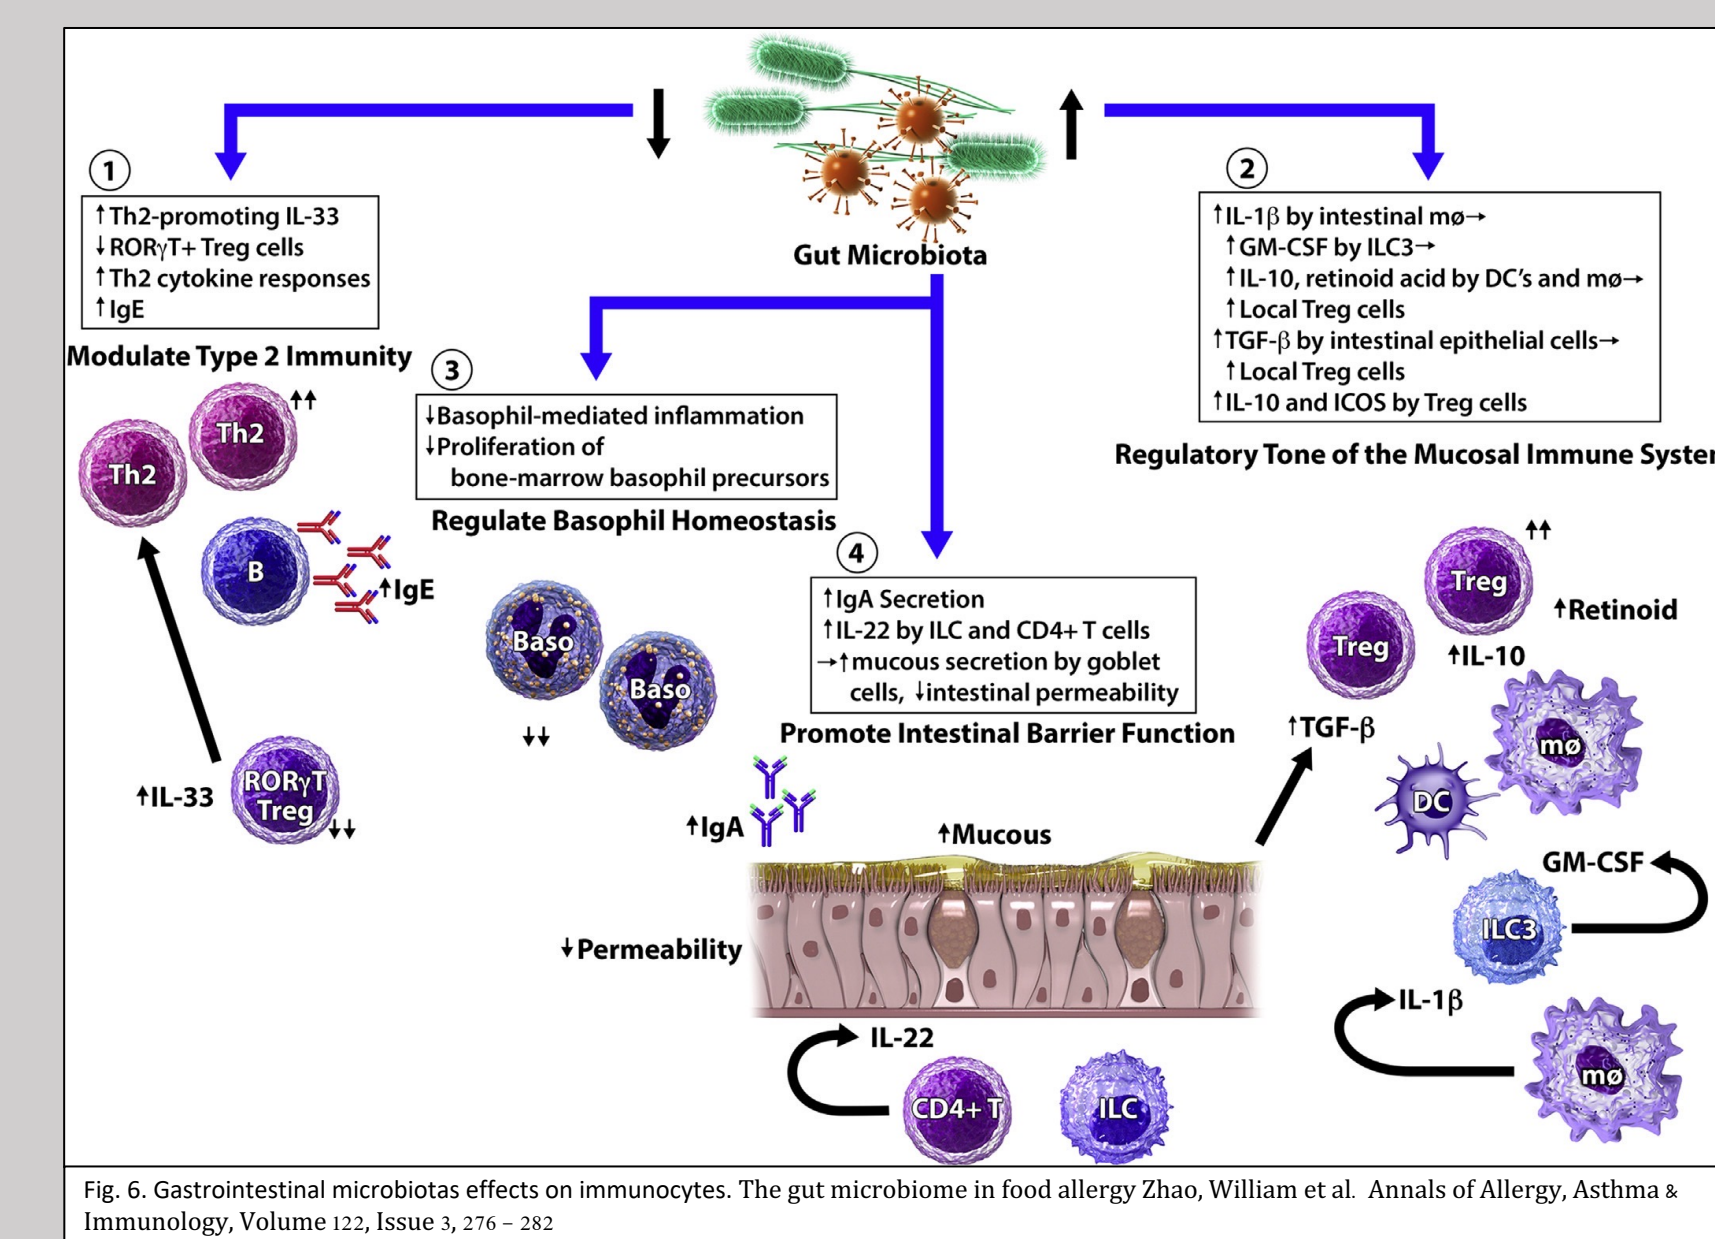 Gut Microbiota
1
↑Th2-promoting IL-33
↓RORγT+ Treg cells
↑Th2 cytokine responses
↑IgE
Modulate Type 2 Immunity
Th2
Th2
↑↑
B
↑IgE
↑IL-33
RORγT
Treg
↓↓
2
↑IL-1β by intestinal mø→
↑GM-CSF by ILC3→
↑IL-10, retinoid acid by DC's and mø→
↑Local Treg cells
↑TGF-β by intestinal epithelial cells→
↑Local Treg cells
↑IL-10 and ICOS by Treg cells
Regulatory Tone of the Mucosal Immune System
3
↓Basophil-mediated inflammation
↓Proliferation of
bone-marrow basophil precursors
Regulate Basophil Homeostasis
Baso
Baso
↓↓
4
↑IgA Secretion
↑IL-22 by ILC and CD4+ T cells
→↑mucous secretion by goblet
cells, ↓intestinal permeability
Promote Intestinal Barrier Function
↑IgA
↑Mucous
↓Permeability
IL-22
CD4+ T
ILC
Treg
↑↑
Treg
↑Retinoid
↑IL-10
↑TGF-β
mø
DC
GM-CSF
ILC3
IL-1β
mø
Fig. 6. Gastrointestinal microbiotas effects on immunocytes. The gut microbiome in food allergy Zhao, William et al. Annals of Allergy, Asthma &
Immunology, Volume 122, Issue 3, 276 – 282